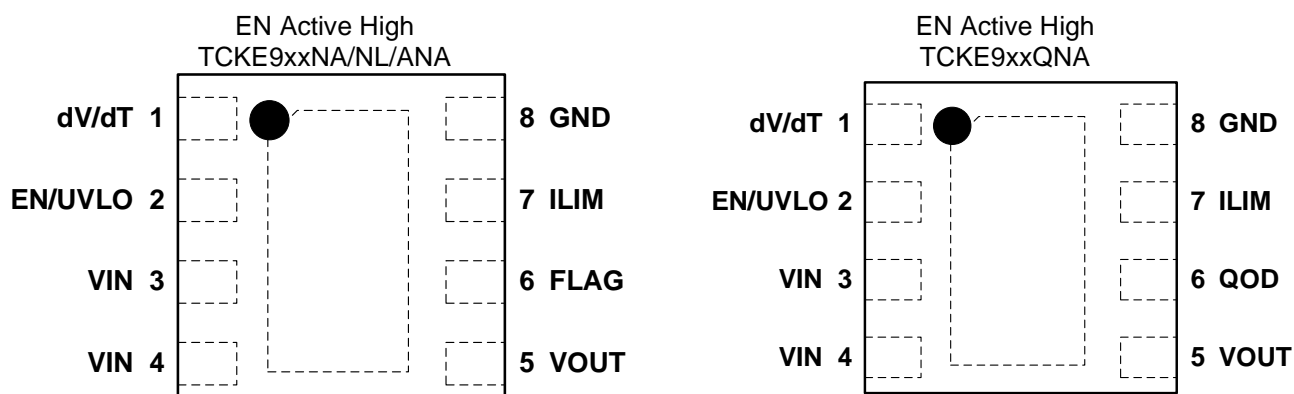 EN Active High
TCKE9xxNA/NL/ANA
dV/dT 1
8 GND
EN/UVLO 2
7 ILIM
VIN 3
6 FLAG
VIN 4
5 VOUT
EN Active High
TCKE9xxQNA
dV/dT 1
8 GND
EN/UVLO 2
7 ILIM
VIN 3
6 QOD
VIN 4
5 VOUT